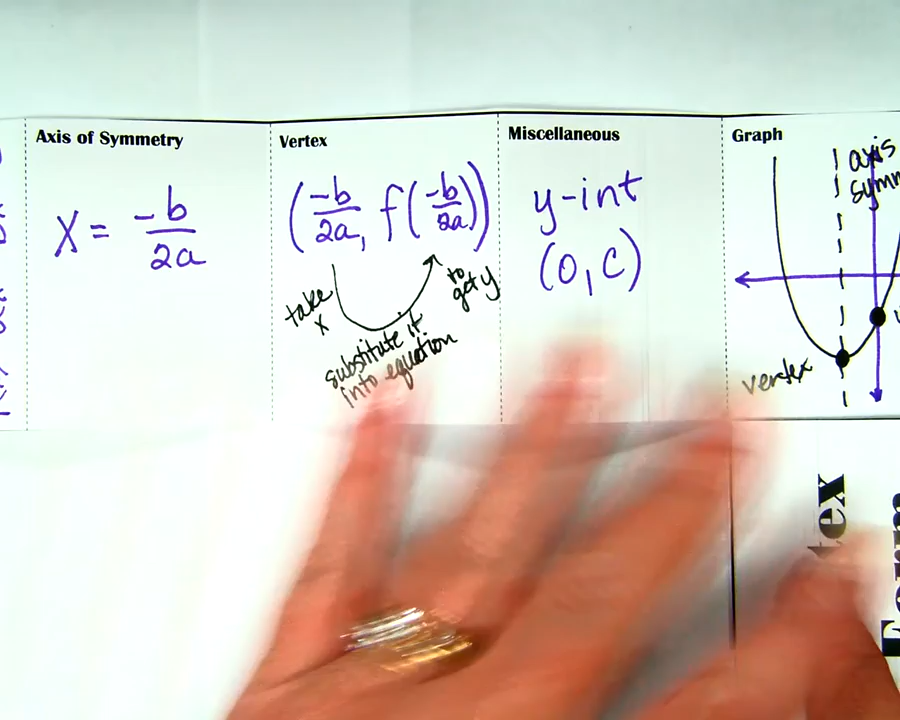 Axis of Symmetry
x = -b/2a
Vertex
(-b/2a, f(-b/2a))
take
x
substitute it
into equation
to
get y
Miscellaneous
y-int
(0, c)
Graph
axis
vertex